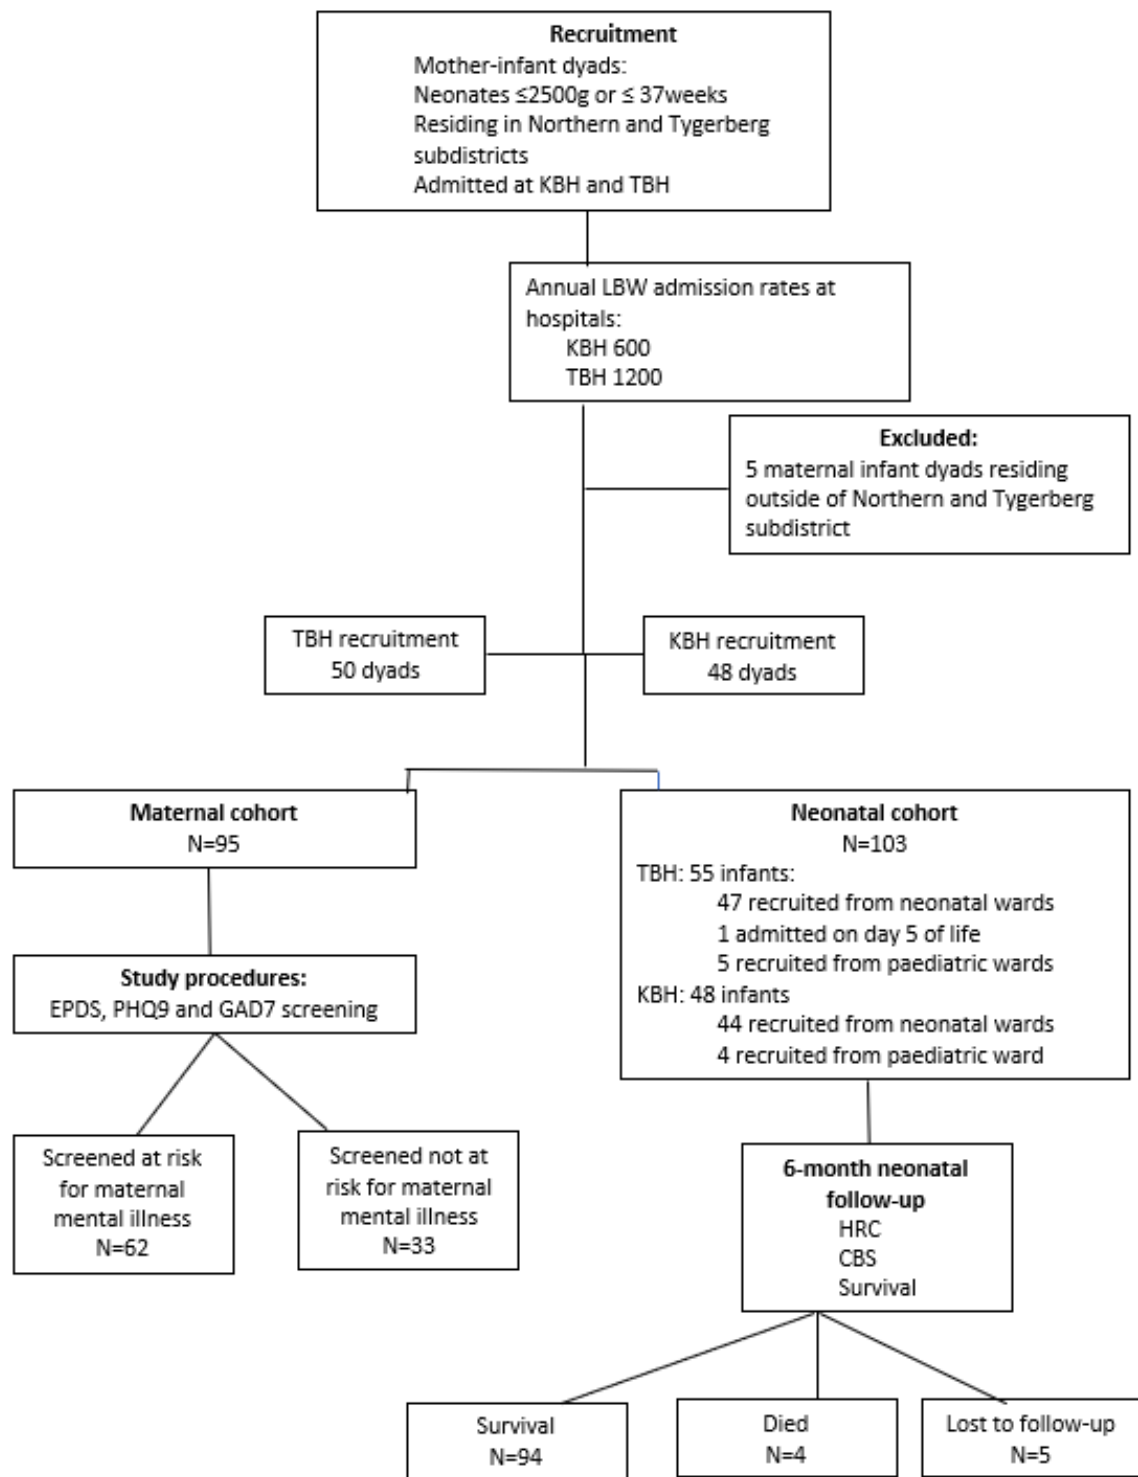 Recruitment
Mother-infant dyads:
Neonates ≤2500g or ≤ 37weeks
Residing in Northern and Tygerberg
subdistricts
Admitted at KBH and TBH
Annual LBW admission rates at
hospitals:
KBH 600
TBH 1200
Excluded:
5 maternal infant dyads residing
outside of Northern and Tygerberg
subdistrict
TBH recruitment
50 dyads
KBH recruitment
48 dyads
Maternal cohort
N=95
Neonatal cohort
N=103
TBH: 55 infants:
47 recruited from neonatal wards
1 admitted on day 5 of life
5 recruited from paediatric wards
KBH: 48 infants
44 recruited from neonatal wards
4 recruited from paediatric ward
Study procedures:
EPDS, PHQ9 and GAD7 screening
Screened at risk
for maternal
mental illness
N=62
Screened not at
risk for maternal
mental illness
N=33
6-month neonatal
follow-up
HRC
CBS
Survival
Survival
N=94
Died
N=4
Lost to follow-up
N=5